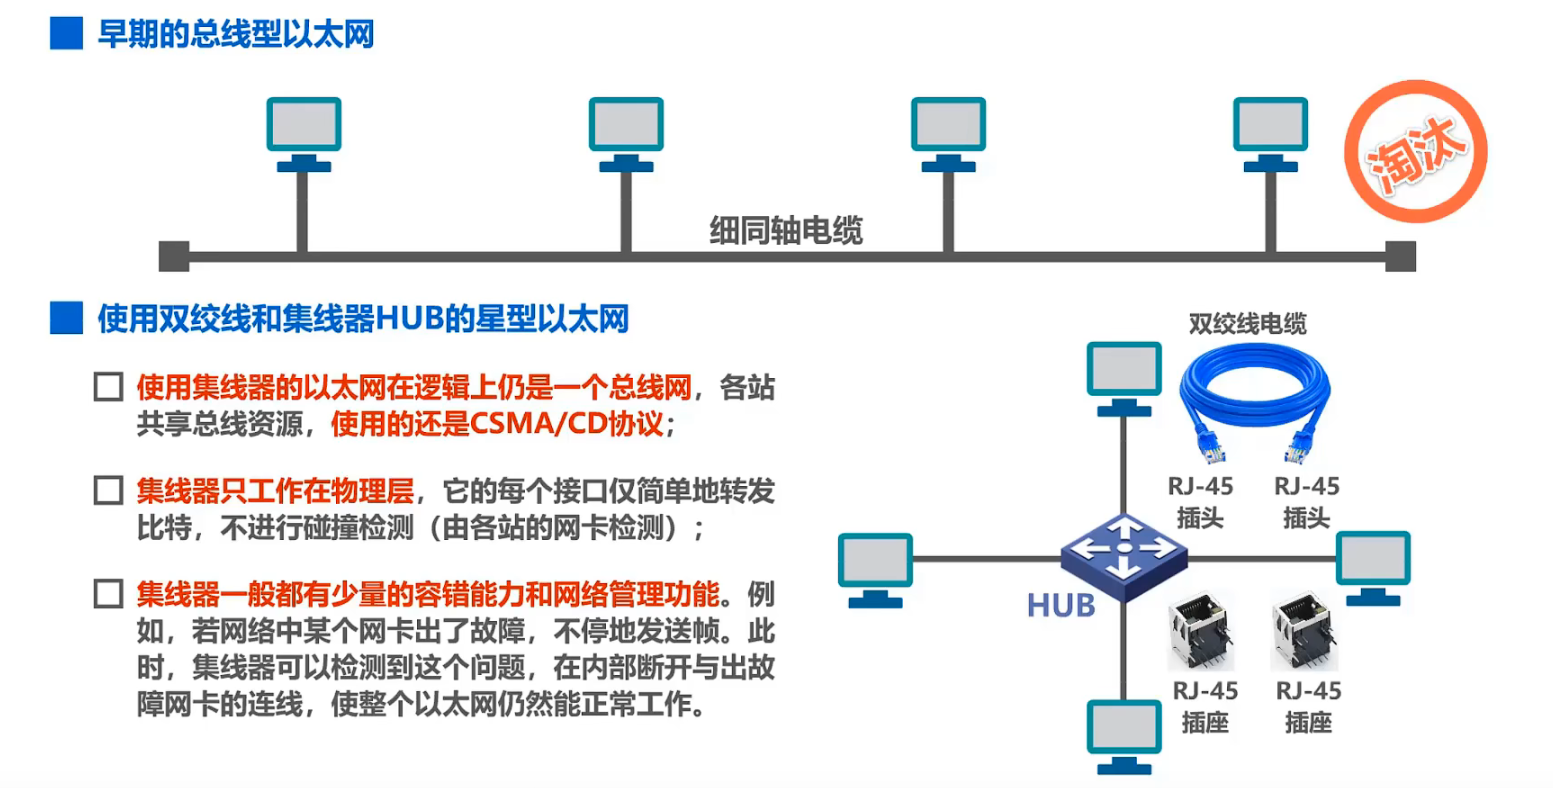 早期的总线型以太网
淘汰
细同轴电缆
使用双绞线和集线器HUB的星型以太网
使用集线器的以太网在逻辑上仍是一个总线网，各站
共享总线资源，使用的还是CSMA/CD协议；
集线器只工作在物理层，它的每个接口仅简单地转发
比特，不进行碰撞检测（由各站的网卡检测）；
集线器一般都有少量的容错能力和网络管理功能。例
如，若网络中某个网卡出了故障，不停地发送帧。此
时，集线器可以检测到这个问题，在内部断开与出故
障网卡的连线，使整个以太网仍然能正常工作。
双绞线电缆
RJ-45
插头
RJ-45
插头
HUB
RJ-45
插座
RJ-45
插座